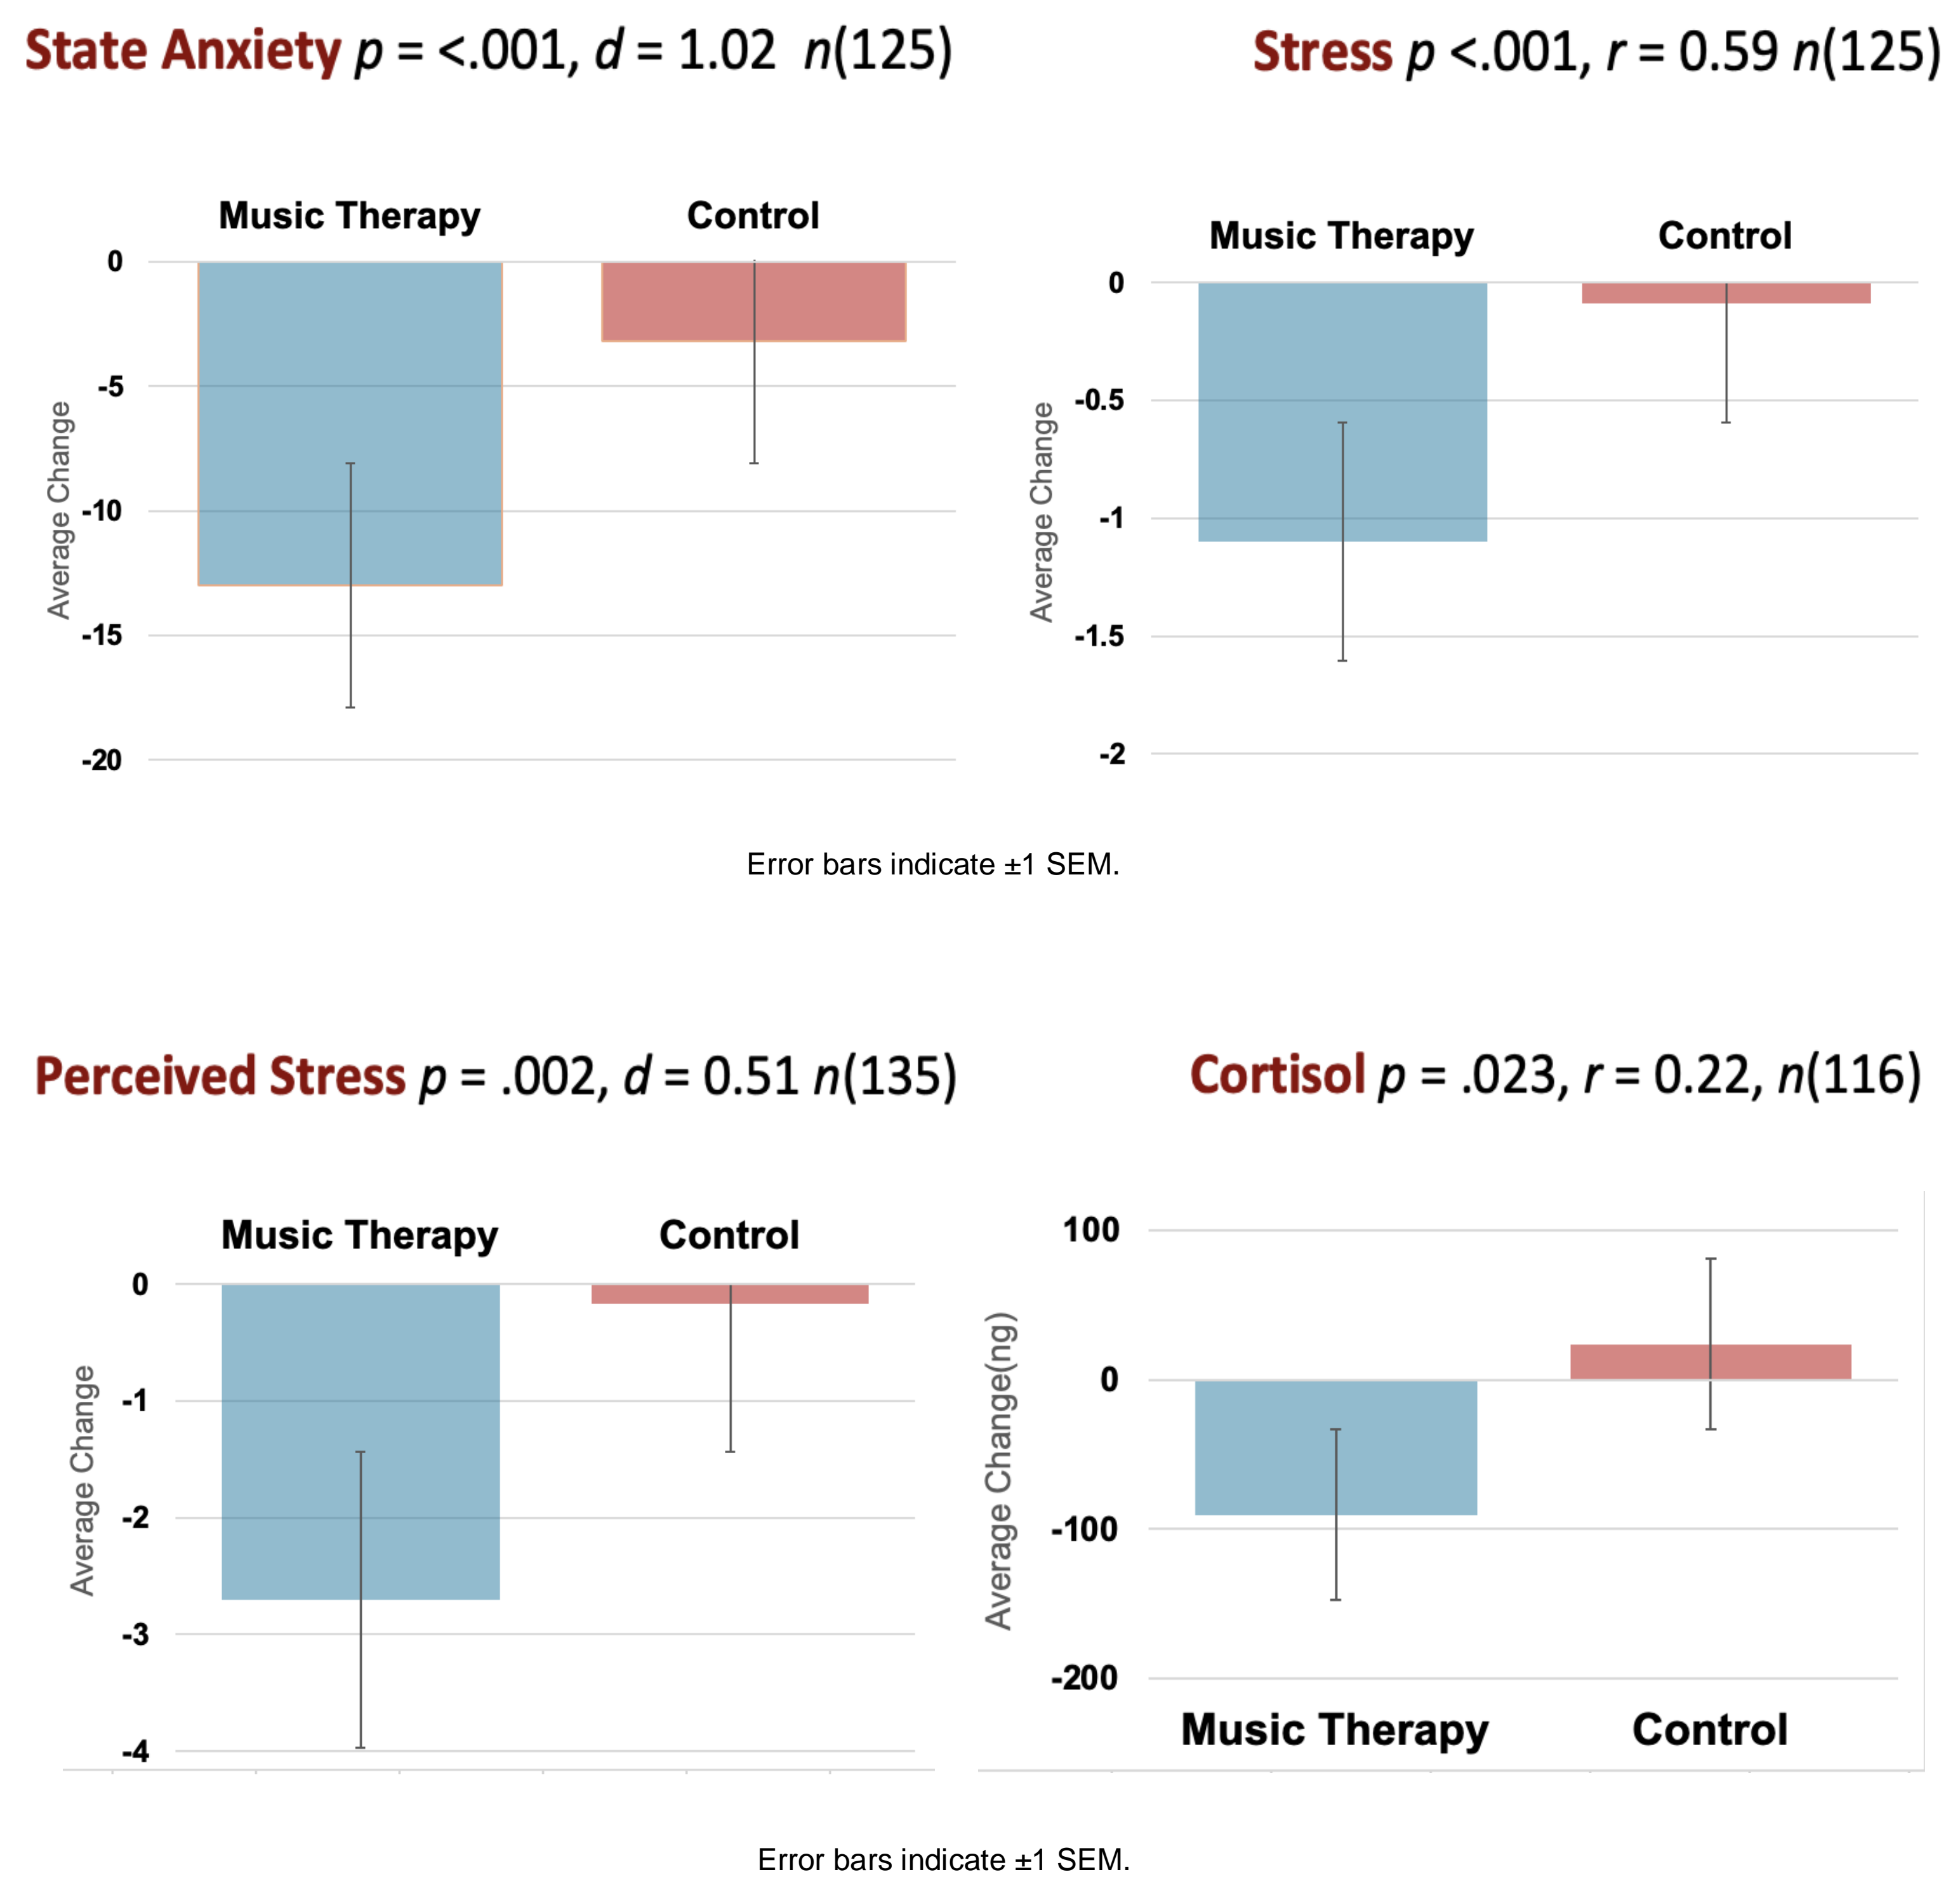 State Anxiety p = <.001, d = 1.02 n(125)
Music Therapy Control
0
-5
-10
-15
-20
Average Change
Stress p <.001, r = 0.59 n(125)
Music Therapy Control
0
-0.5
-1
-1.5
-2
Average Change
Error bars indicate ±1 SEM.
Perceived Stress p = .002, d = 0.51 n(135)
Music Therapy Control
0
-1
-2
-3
-4
Average Change
Cortisol p = .023, r = 0.22, n(116)
100
0
-100
-200
Average Change(ng)
Music Therapy Control
Error bars indicate ±1 SEM.